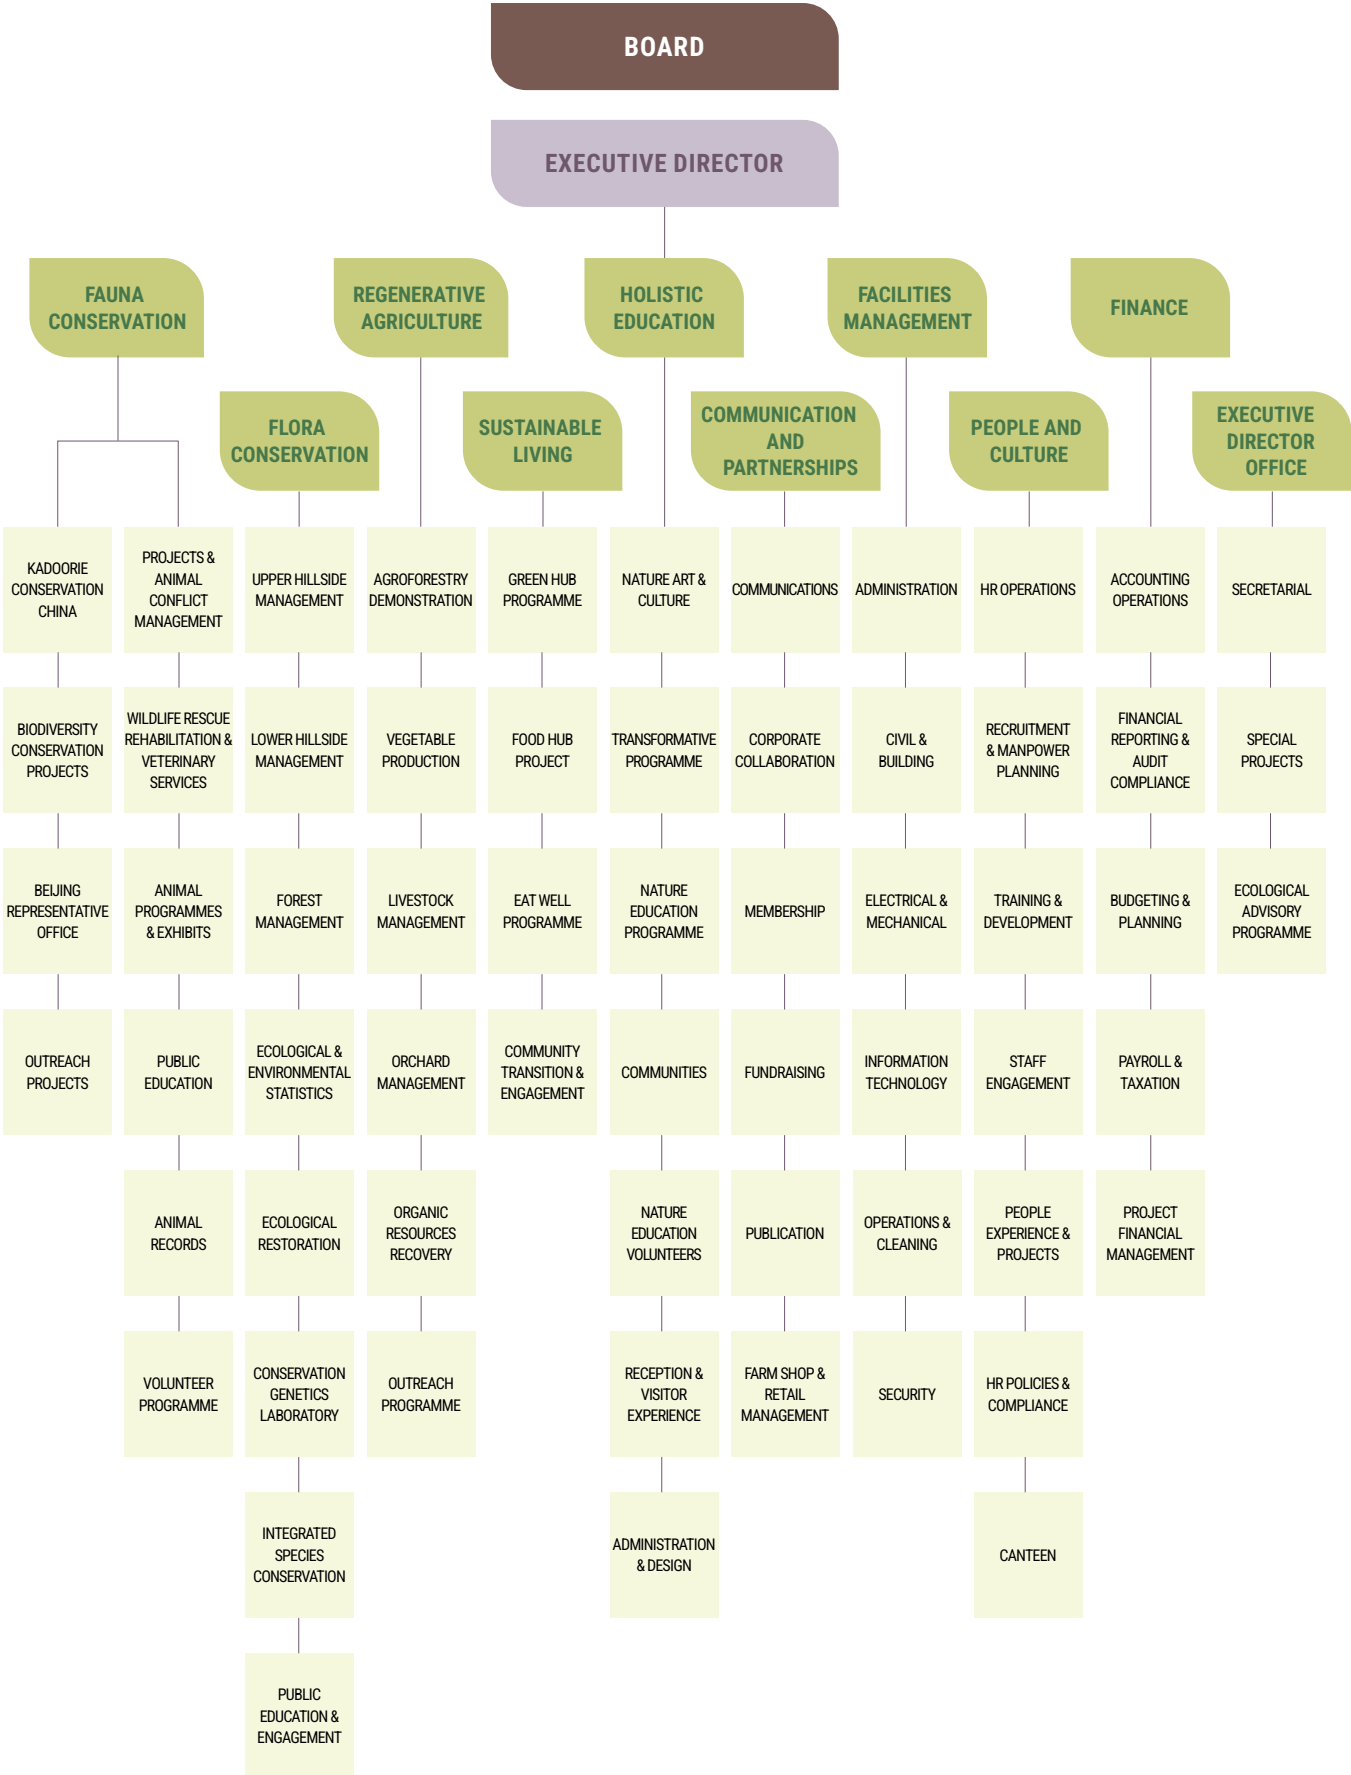 BOARD
EXECUTIVE DIRECTOR
FAUNA
CONSERVATION
REGENERATIVE
AGRICULTURE
HOLISTIC
EDUCATION
FACILITIES
MANAGEMENT
FINANCE
FLORA
CONSERVATION
SUSTAINABLE
LIVING
COMMUNICATION
AND
PARTNERSHIPS
PEOPLE AND
CULTURE
EXECUTIVE
DIRECTOR
OFFICE
KADOORIE
CONSERVATION
CHINA
PROJECTS &
ANIMAL
CONFLICT
MANAGEMENT
UPPER HILLSIDE
MANAGEMENT
AGROFORESTRY
DEMONSTRATION
GREEN HUB
PROGRAMME
NATURE ART &
CULTURE
COMMUNICATIONS
ADMINISTRATION
HR OPERATIONS
ACCOUNTING
OPERATIONS
SECRETARIAL
BIODIVERSITY
CONSERVATION
PROJECTS
WILDLIFE RESCUE
REHABILITATION &
VETERINARY
SERVICES
LOWER HILLSIDE
MANAGEMENT
VEGETABLE
PRODUCTION
FOOD HUB
PROJECT
TRANSFORMATIVE
PROGRAMME
CORPORATE
COLLABORATION
CIVIL &
BUILDING
RECRUITMENT
& MANPOWER
PLANNING
FINANCIAL
REPORTING &
AUDIT
COMPLIANCE
SPECIAL
PROJECTS
BEIJING
REPRESENTATIVE
OFFICE
ANIMAL
PROGRAMMES
& EXHIBITS
FOREST
MANAGEMENT
LIVESTOCK
MANAGEMENT
EAT WELL
PROGRAMME
NATURE
EDUCATION
PROGRAMME
MEMBERSHIP
ELECTRICAL &
MECHANICAL
TRAINING &
DEVELOPMENT
BUDGETING &
PLANNING
ECOLOGICAL
ADVISORY
PROGRAMME
OUTREACH
PROJECTS
PUBLIC
EDUCATION
ECOLOGICAL &
ENVIRONMENTAL
STATISTICS
ORCHARD
MANAGEMENT
COMMUNITY
TRANSITION &
ENGAGEMENT
COMMUNITIES
FUNDRAISING
INFORMATION
TECHNOLOGY
STAFF
ENGAGEMENT
PAYROLL &
TAXATION
ANIMAL
RECORDS
ECOLOGICAL
RESTORATION
ORGANIC
RESOURCES
RECOVERY
NATURE
EDUCATION
VOLUNTEERS
PUBLICATION
OPERATIONS &
CLEANING
PEOPLE
EXPERIENCE &
PROJECTS
PROJECT
FINANCIAL
MANAGEMENT
VOLUNTEER
PROGRAMME
CONSERVATION
GENETICS
LABORATORY
OUTREACH
PROGRAMME
RECEPTION &
VISITOR
EXPERIENCE
FARM SHOP &
RETAIL
MANAGEMENT
SECURITY
HR POLICIES &
COMPLIANCE
INTEGRATED
SPECIES
CONSERVATION
ADMINISTRATION
& DESIGN
CANTEEN
PUBLIC
EDUCATION &
ENGAGEMENT